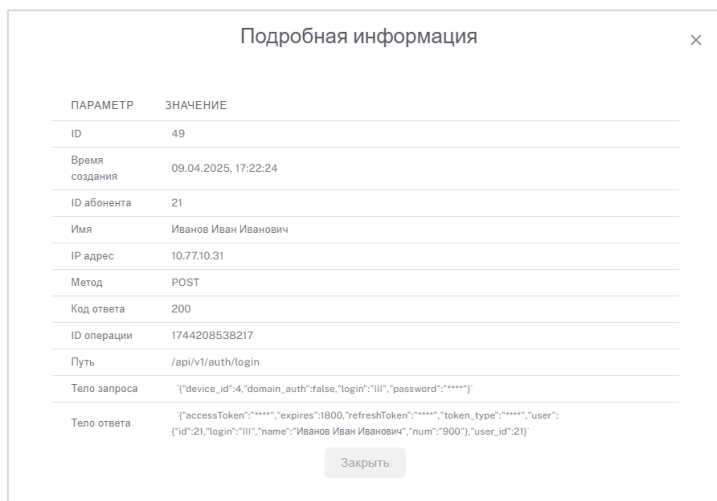 Подробная информация
×
ПАРАМЕТР ЗНАЧЕНИЕ
ID 49
Время
создания 09.04.2025, 17:22:24
ID абонента 21
Имя Иванов Иван Иванович
IP адрес 10.77.10.31
Метод POST
Код ответа 200
ID операции 1744208538217
Путь /api/v1/auth/login
Тело запроса `{"device_id":4,"domain_auth":false,"login":"III","password":"****"}`
Тело ответа `{"accessToken":"****","expires":1800,"refreshToken":"****","token_type":"****","user":
{"id":21,"login":"III","name":"Иванов Иван Иванович","num":"900"},"user_id":21}`
Закрыть